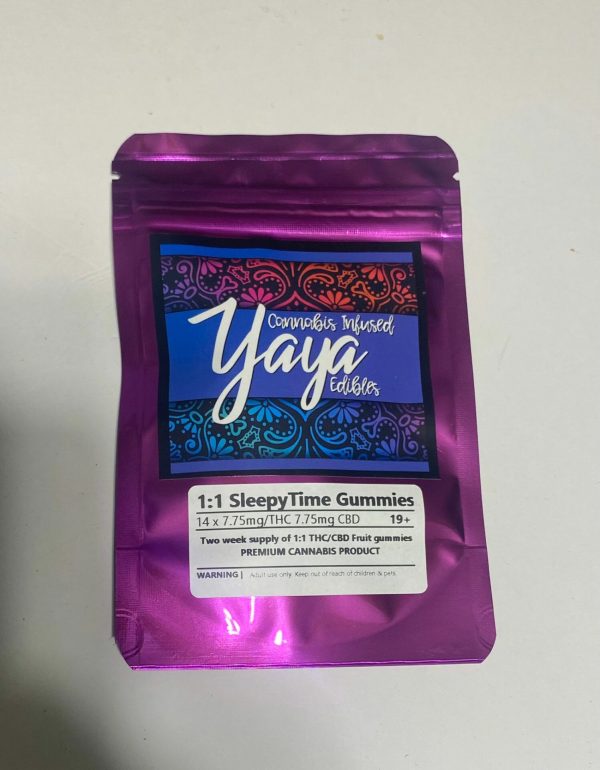 Cannabis Infused
Yaya
Edibles
1:1 SleepyTime Gummies
14 x 7.75mg/THC 7.75mg CBD 19+
Two week supply of 1:1 THC/CBD Fruit gummies
PREMIUM CANNABIS PRODUCT
WARNING | Adult use only. Keep out of reach of children & pets.